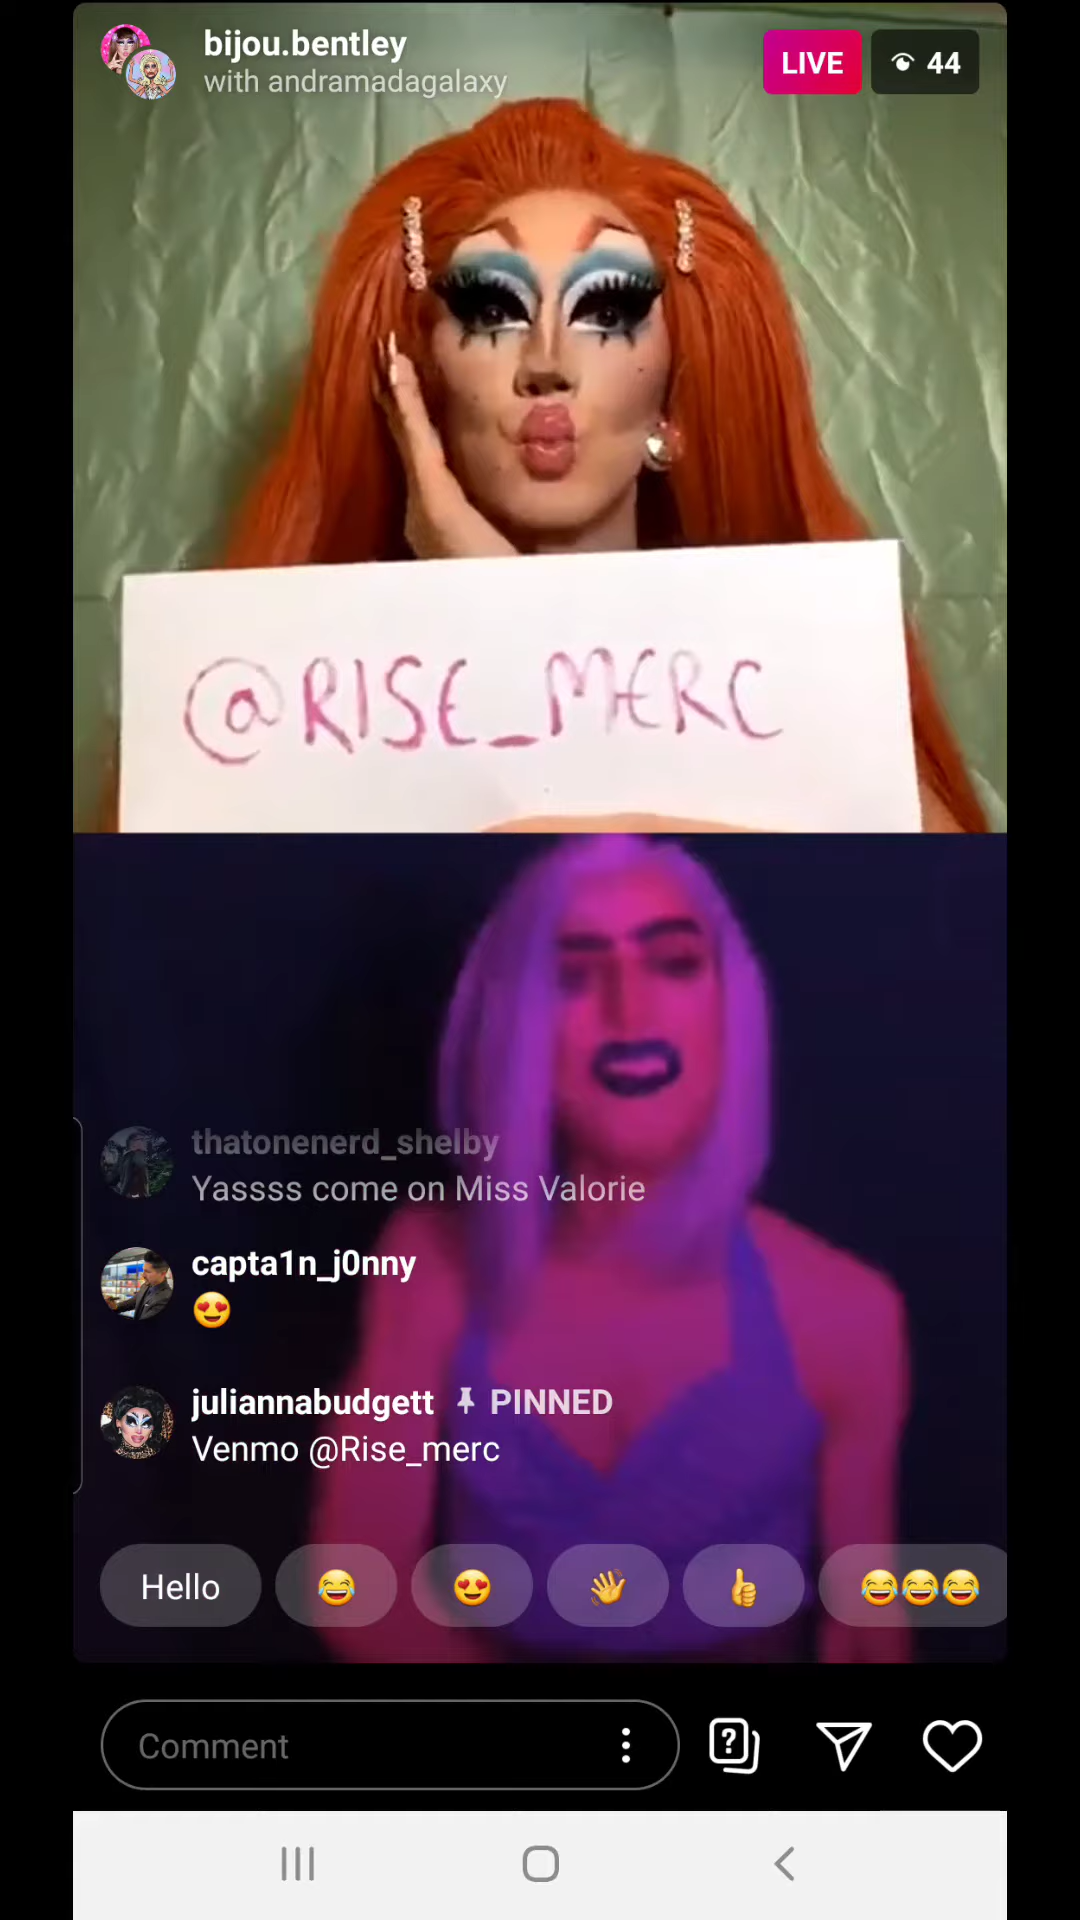 bijou.bentley
with andramadagalaxy
LIVE
44
@RISE_MERC
thatonenerd_shelby
Yassss come on Miss Valorie
capta1n_j0nny
😍
juliannabudgett PINNED
Venmo @Rise_merc
Hello 😂 😍 👋 👍 😂😂😂
Comment